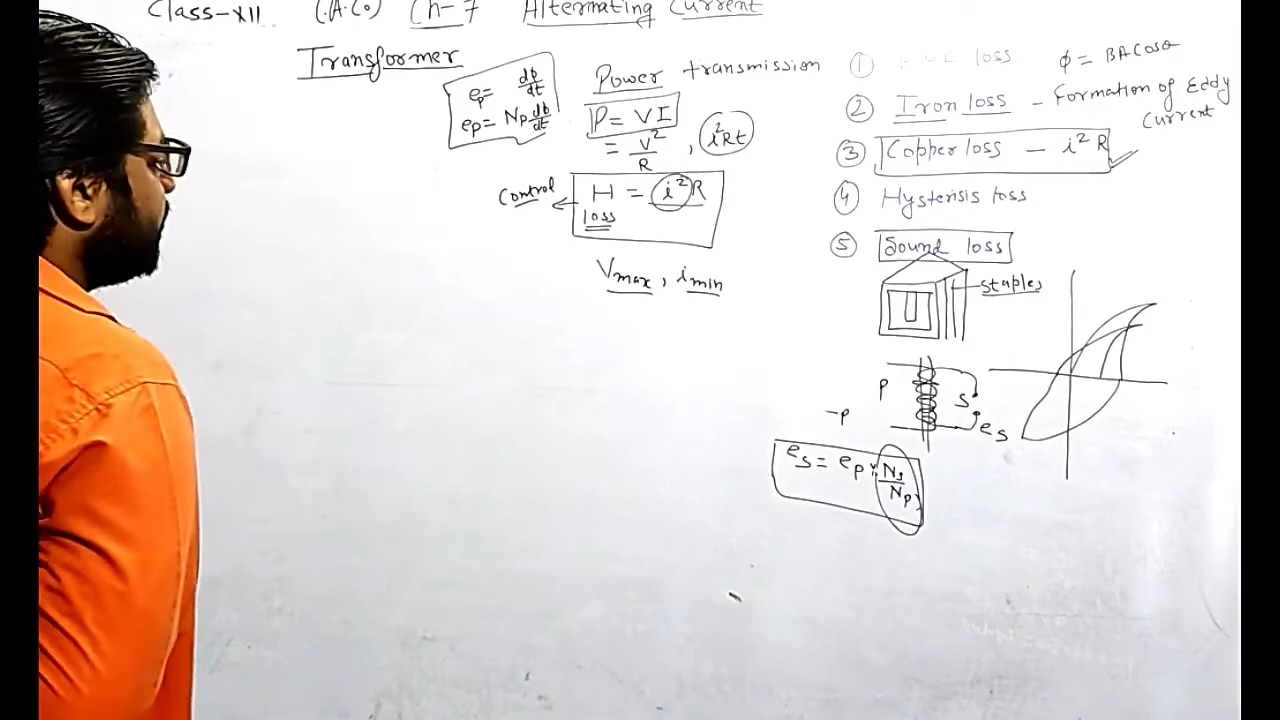 Class-XII (A.C.) Ch-7 Alternating Current
Transformer
eₚ = dϕ/dt
eₚ = Nₚ dϕ/dt
Power transmission
P = VI
= V²/R , i²Rt
Control
H = i²R
loss
Vmax , imin
① loss ϕ = BACosθ
② Iron loss - Formation of Eddy Current
③ Copper loss - i²R
④ Hysterisis loss
⑤ Sound loss
staples
P
S
-P
eₛ
eₛ = eₚ × Nₛ/Nₚ